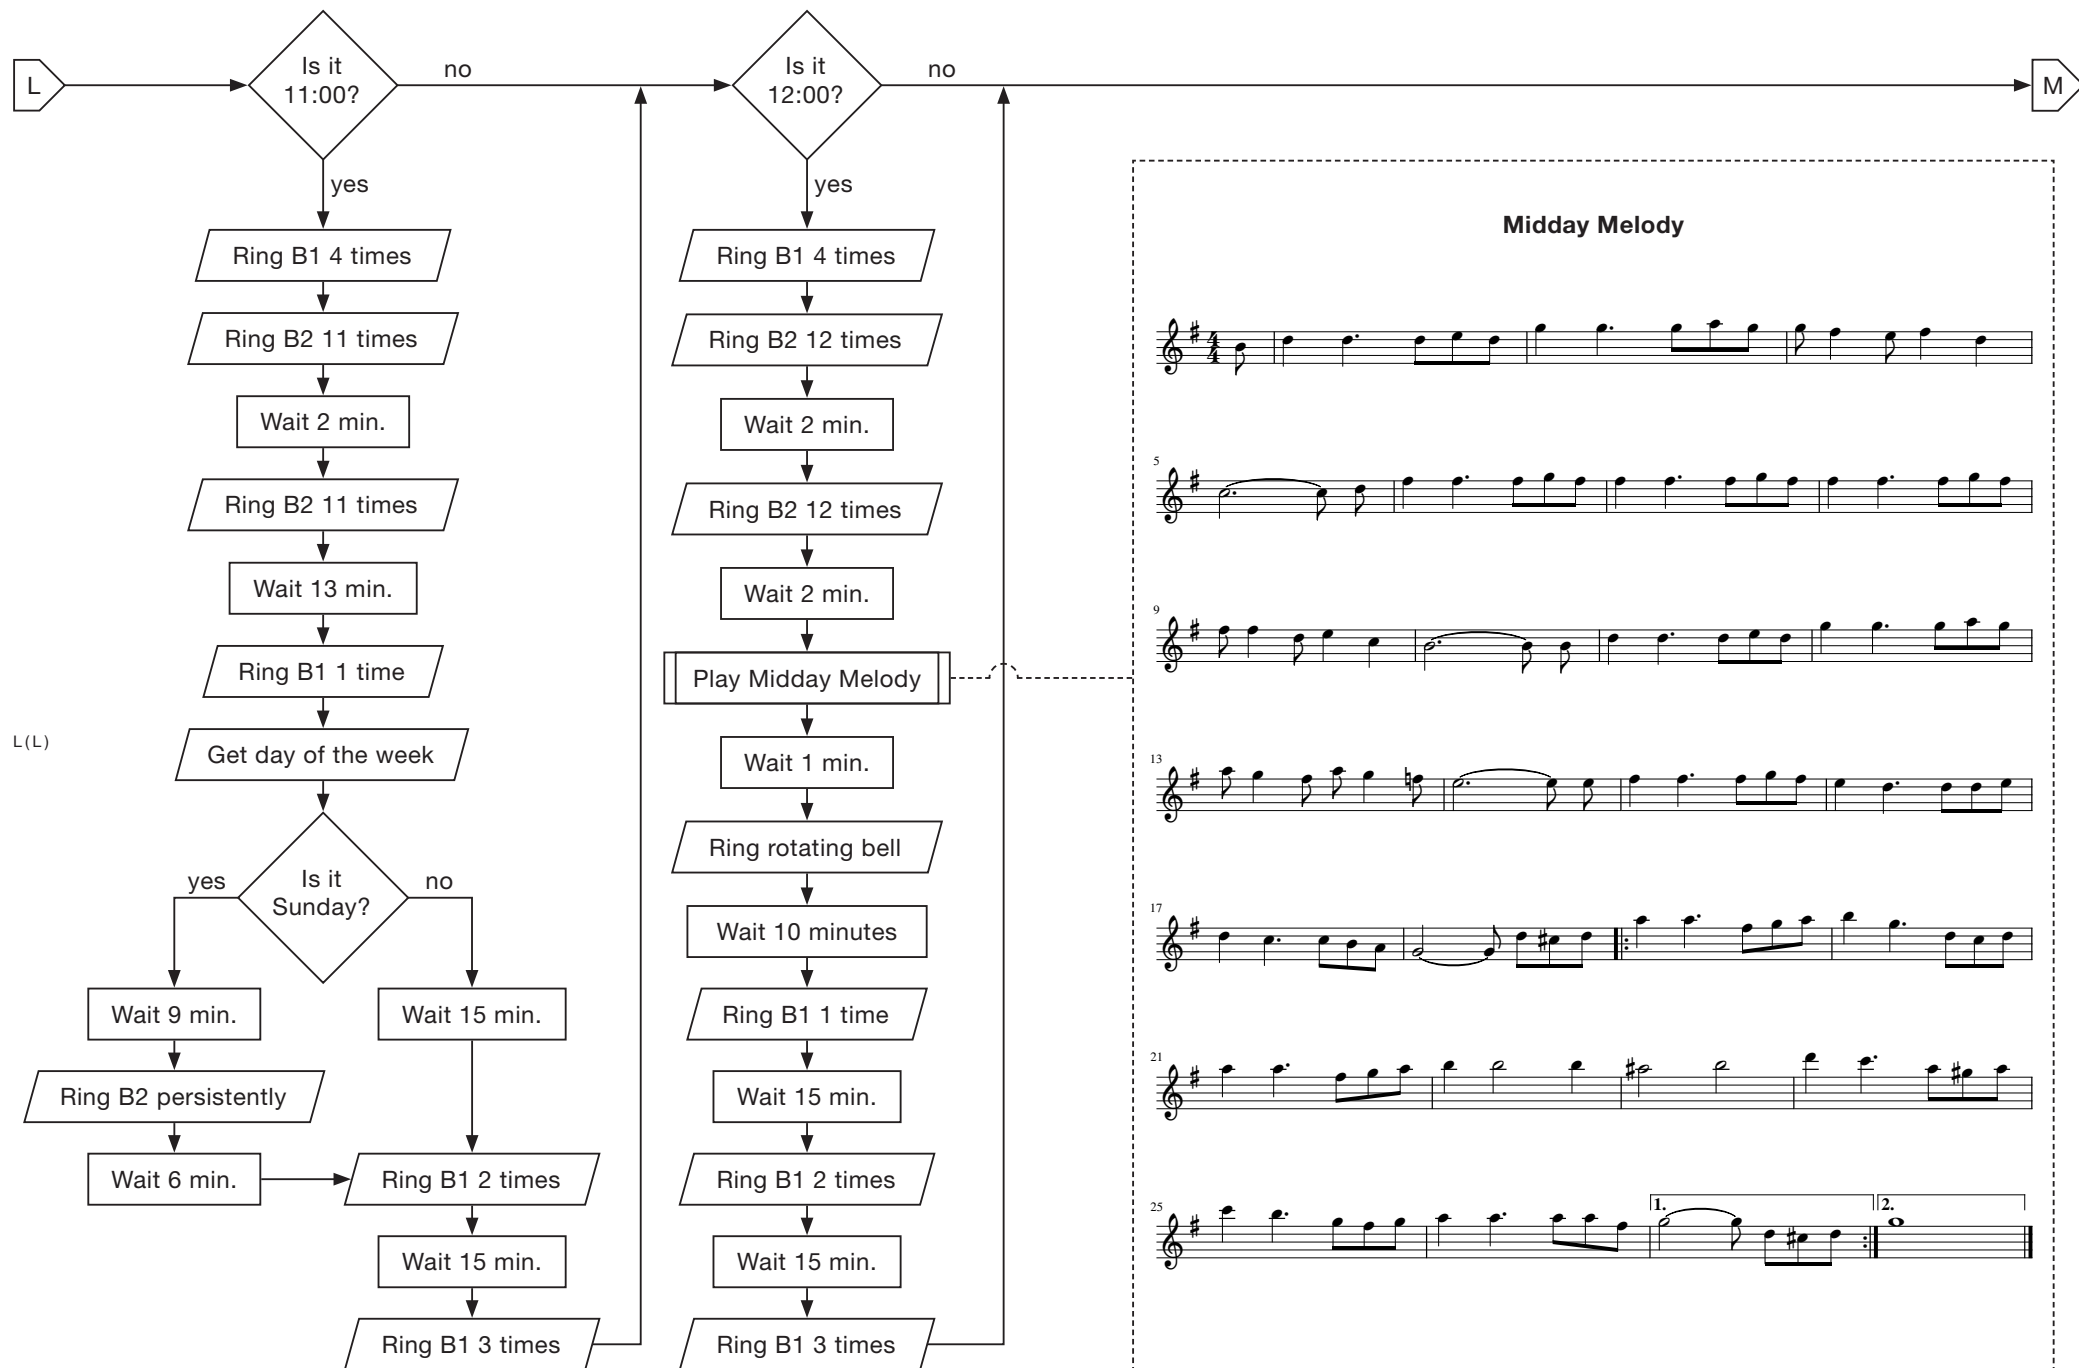 L
Is it
11:00?
no
yes
Ring B1 4 times
Ring B2 11 times
Wait 2 min.
Ring B2 11 times
Wait 13 min.
Ring B1 1 time
Get day of the week
L(L)
Is it
Sunday?
yes
no
Wait 9 min.
Wait 15 min.
Ring B2 persistently
Wait 6 min.
Ring B1 2 times
Wait 15 min.
Ring B1 3 times
Is it
12:00?
no
yes
Ring B1 4 times
Ring B2 12 times
Wait 2 min.
Ring B2 12 times
Wait 2 min.
Play Midday Melody
Wait 1 min.
Ring rotating bell
Wait 10 minutes
Ring B1 1 time
Wait 15 min.
Ring B1 2 times
Wait 15 min.
Ring B1 3 times
M
Midday Melody
4
4
5
9
13
17
21
25
1.
2.